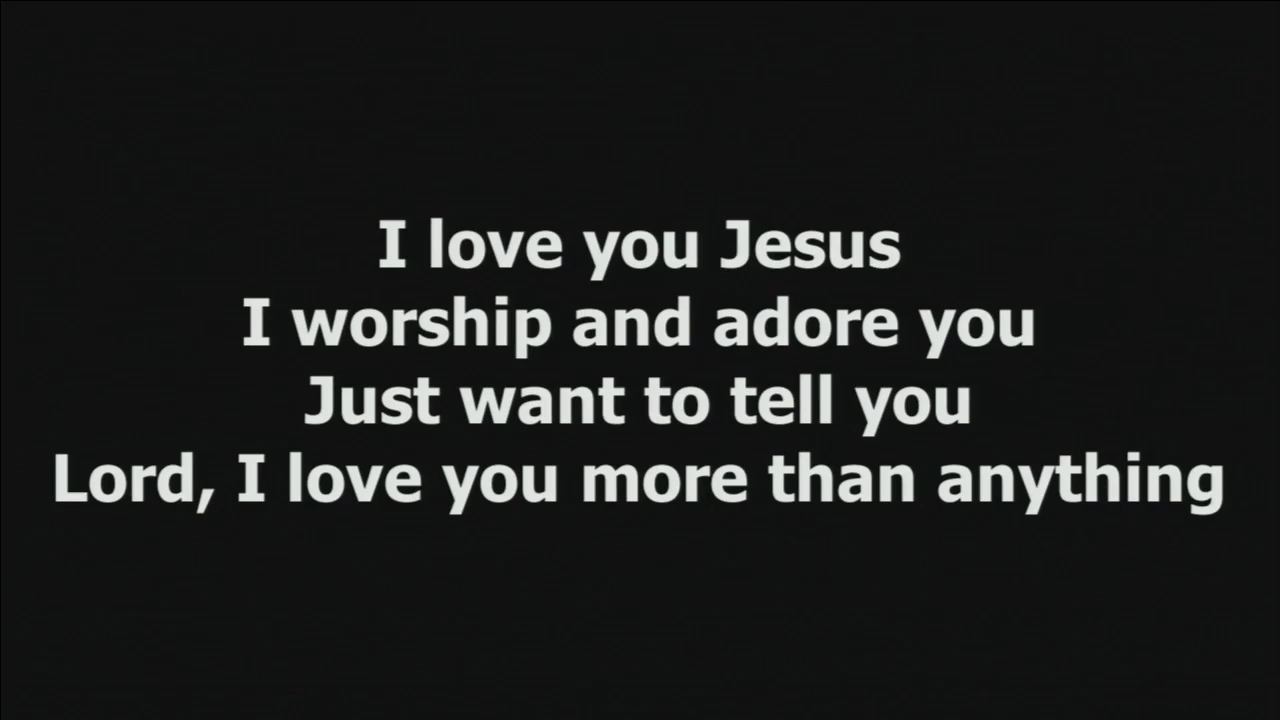 I love you Jesus
I worship and adore you
Just want to tell you
Lord, I love you more than anything